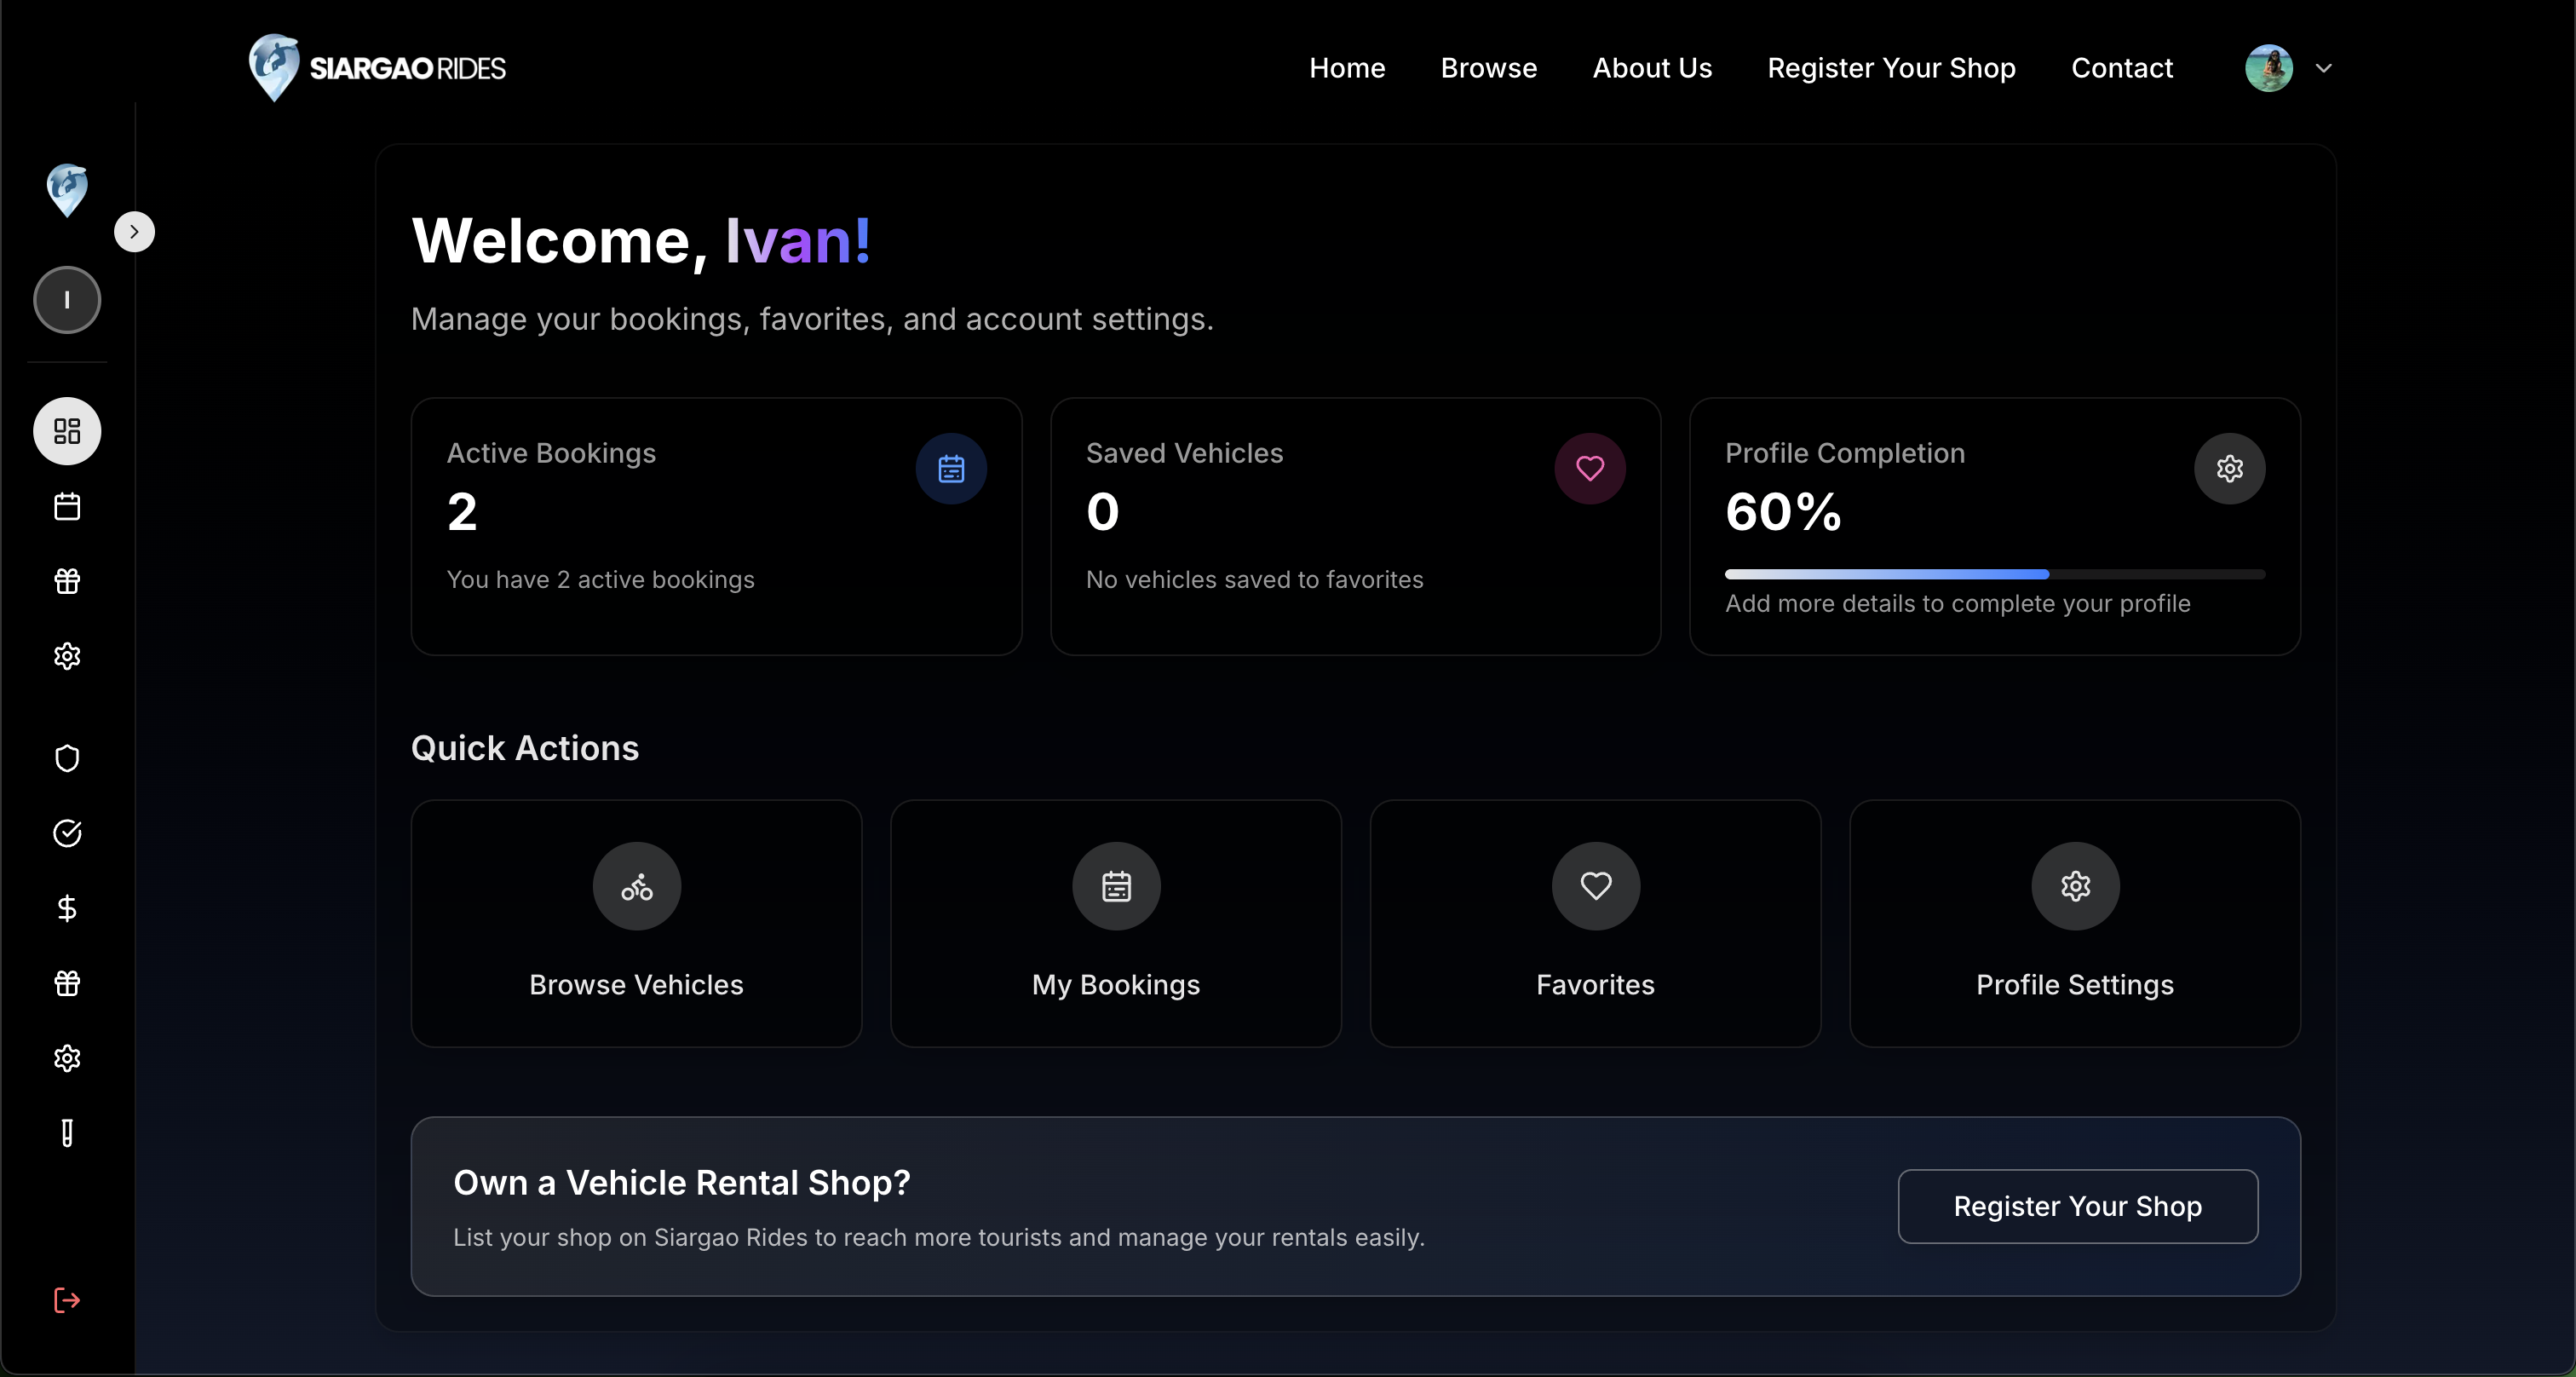 SIARGAO RIDES
Home Browse About Us Register Your Shop Contact
I
Welcome, Ivan!
Manage your bookings, favorites, and account settings.
Active Bookings
2
You have 2 active bookings
Saved Vehicles
0
No vehicles saved to favorites
Profile Completion
60%
Add more details to complete your profile
Quick Actions
Browse Vehicles
My Bookings
Favorites
Profile Settings
Own a Vehicle Rental Shop?
List your shop on Siargao Rides to reach more tourists and manage your rentals easily.
Register Your Shop